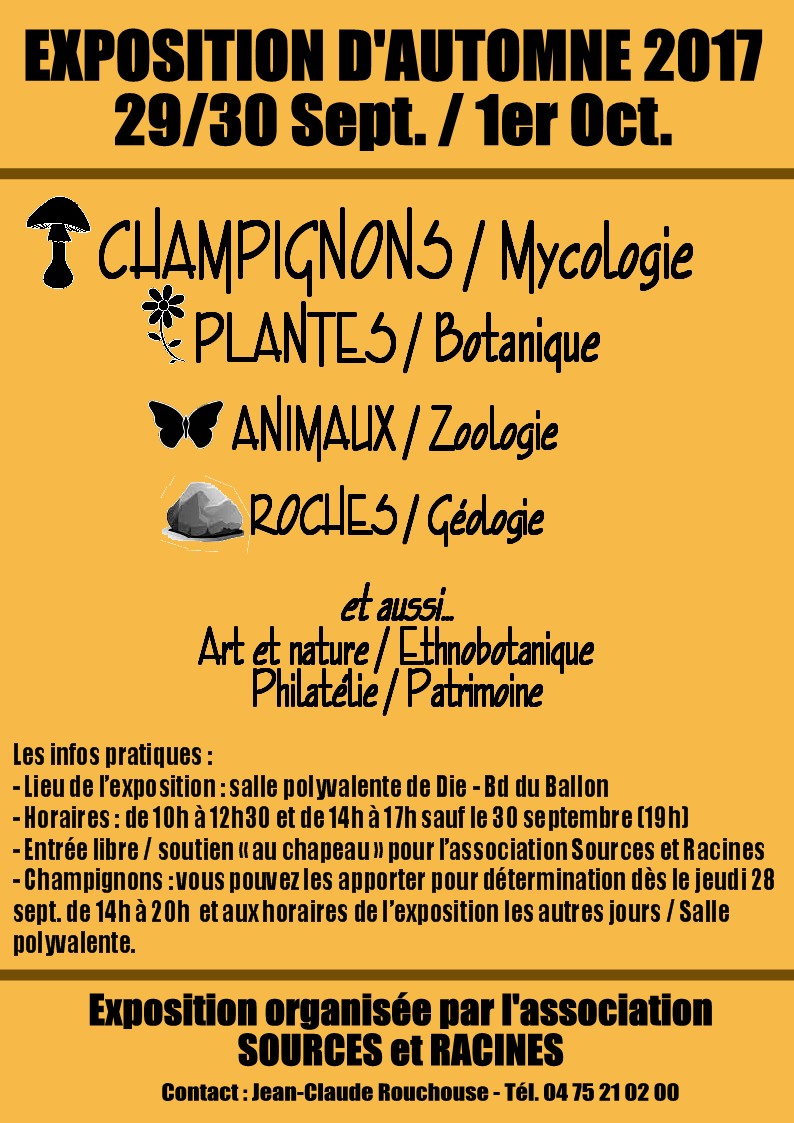 EXPOSITION D'AUTOMNE 2017
29/30 Sept. / 1er Oct.
CHAMPIGNONS / Mycologie
PLANTES / Botanique
ANIMAUX / Zoologie
ROCHES / Géologie
et aussi...
Art et nature / Ethnobotanique
Philatélie / Patrimoine
Les infos pratiques :
- Lieu de l’exposition : salle polyvalente de Die - Bd du Ballon
- Horaires : de 10h à 12h30 et de 14h à 17h sauf le 30 septembre (19h)
- Entrée libre / soutien « au chapeau » pour l’association Sources et Racines
- Champignons : vous pouvez les apporter pour détermination dès le jeudi 28
sept. de 14h à 20h et aux horaires de l’exposition les autres jours / Salle
polyvalente.
Exposition organisée par l'association
SOURCES et RACINES
Contact : Jean-Claude Rouchouse - Tél. 04 75 21 02 00